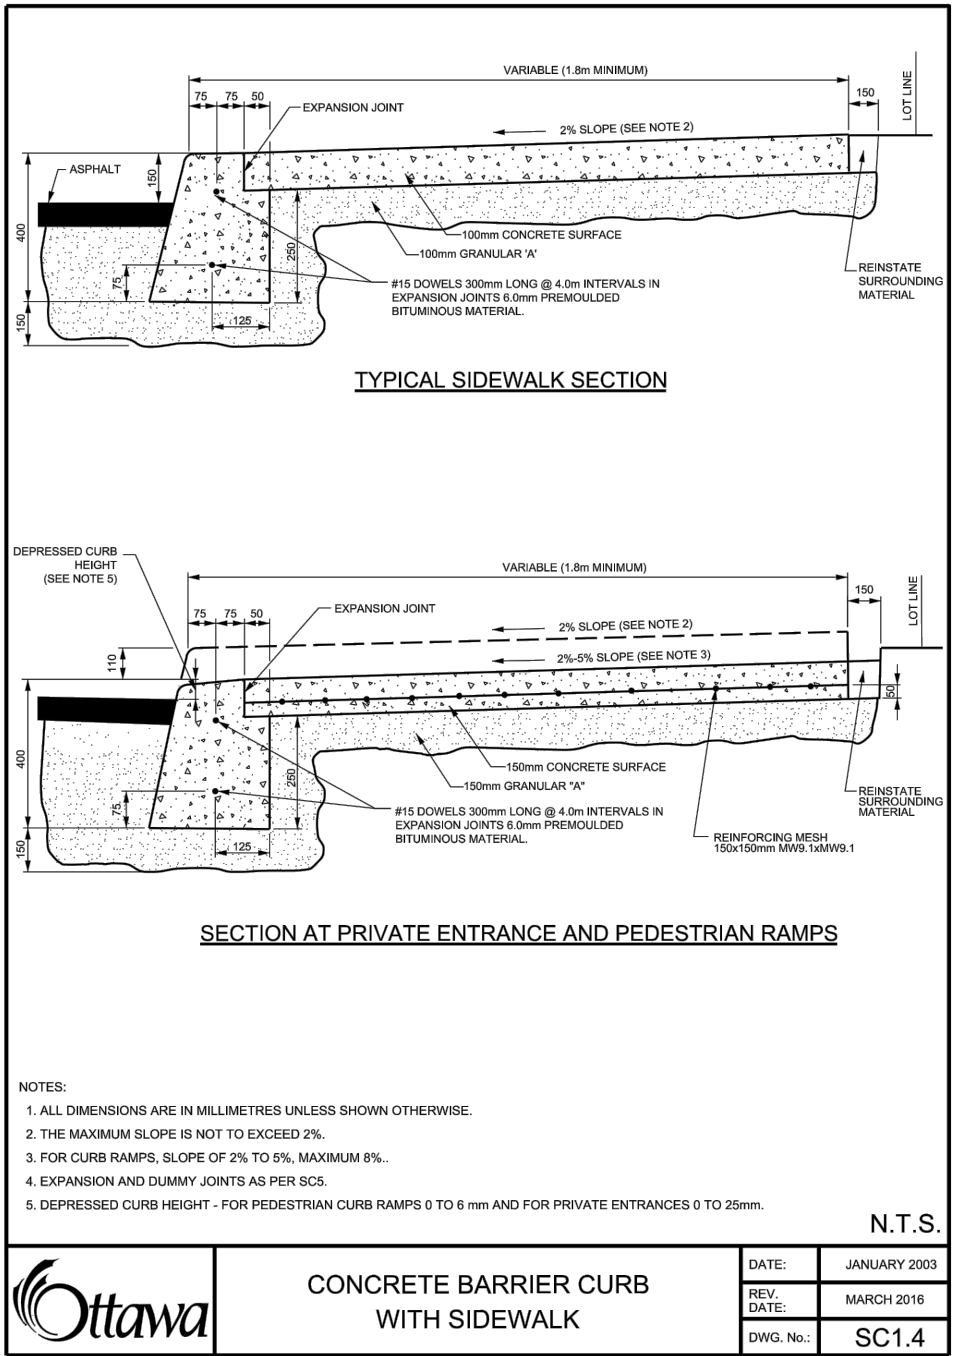 VARIABLE (1.8m MINIMUM)
75 75 50
150
LOT LINE
EXPANSION JOINT
2% SLOPE (SEE NOTE 2)
ASPHALT
150
400
250
75
125
150
100mm CONCRETE SURFACE
100mm GRANULAR 'A'
REINSTATE
SURROUNDING
MATERIAL
#15 DOWELS 300mm LONG @ 4.0m INTERVALS IN
EXPANSION JOINTS 6.0mm PREMOULDED
BITUMINOUS MATERIAL.
TYPICAL SIDEWALK SECTION
DEPRESSED CURB
HEIGHT
(SEE NOTE 5)
VARIABLE (1.8m MINIMUM)
75 75 50
150
LOT LINE
EXPANSION JOINT
2% SLOPE (SEE NOTE 2)
2%-5% SLOPE (SEE NOTE 3)
110
50
400
250
75
125
150
150mm CONCRETE SURFACE
150mm GRANULAR "A"
REINSTATE
SURROUNDING
MATERIAL
#15 DOWELS 300mm LONG @ 4.0m INTERVALS IN
EXPANSION JOINTS 6.0mm PREMOULDED
BITUMINOUS MATERIAL.
REINFORCING MESH
150x150mm MW9.1xMW9.1
SECTION AT PRIVATE ENTRANCE AND PEDESTRIAN RAMPS
NOTES:
1. ALL DIMENSIONS ARE IN MILLIMETRES UNLESS SHOWN OTHERWISE.
2. THE MAXIMUM SLOPE IS NOT TO EXCEED 2%.
3. FOR CURB RAMPS, SLOPE OF 2% TO 5%, MAXIMUM 8%..
4. EXPANSION AND DUMMY JOINTS AS PER SC5.
5. DEPRESSED CURB HEIGHT - FOR PEDESTRIAN CURB RAMPS 0 TO 6 mm AND FOR PRIVATE ENTRANCES 0 TO 25mm.
N.T.S.
Ottawa
CONCRETE BARRIER CURB
WITH SIDEWALK
DATE: JANUARY 2003
REV.
DATE: MARCH 2016
DWG. No.: SC1.4